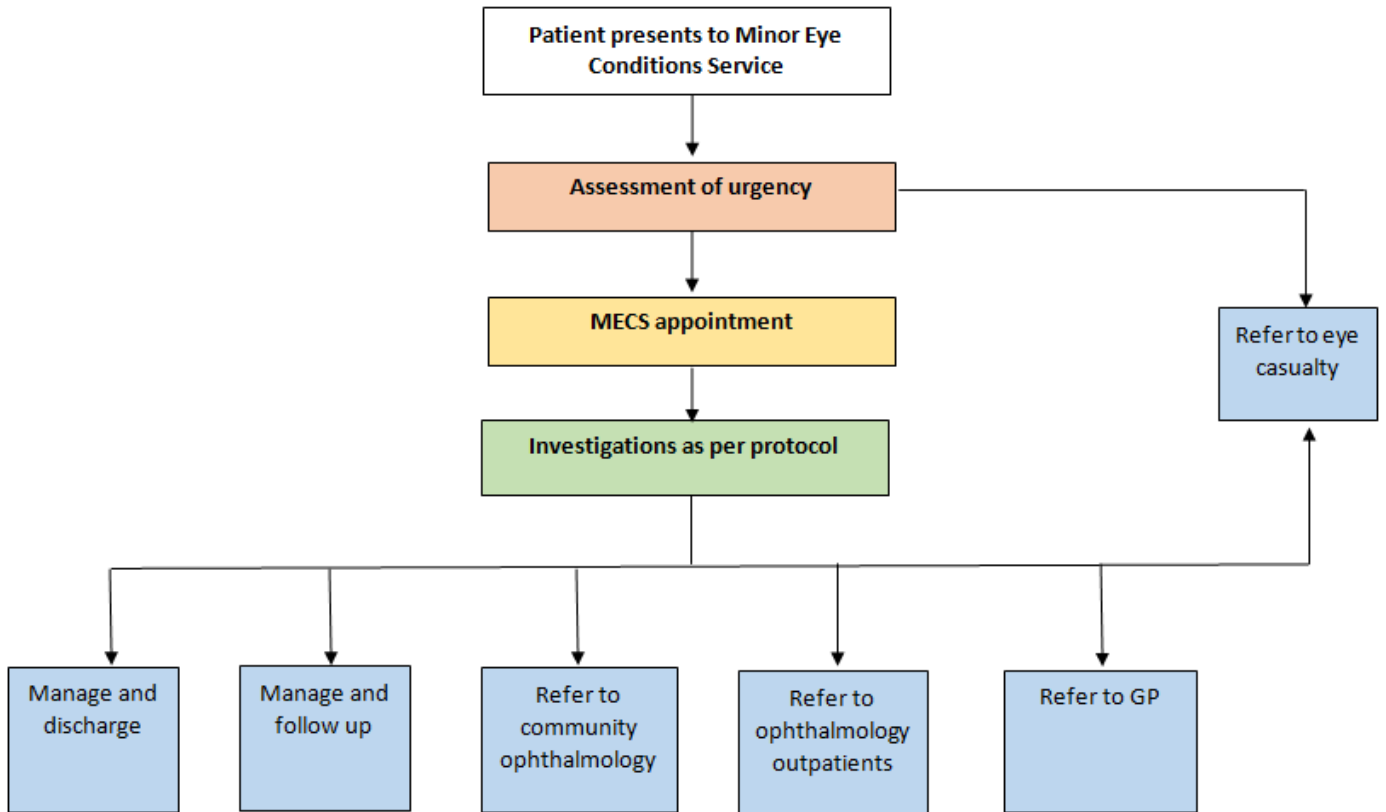 Patient presents to Minor Eye
Conditions Service
Assessment of urgency
MECS appointment
Refer to eye
casualty
Investigations as per protocol
Manage and
discharge
Manage and
follow up
Refer to
community
ophthalmology
Refer to
ophthalmology
outpatients
Refer to GP